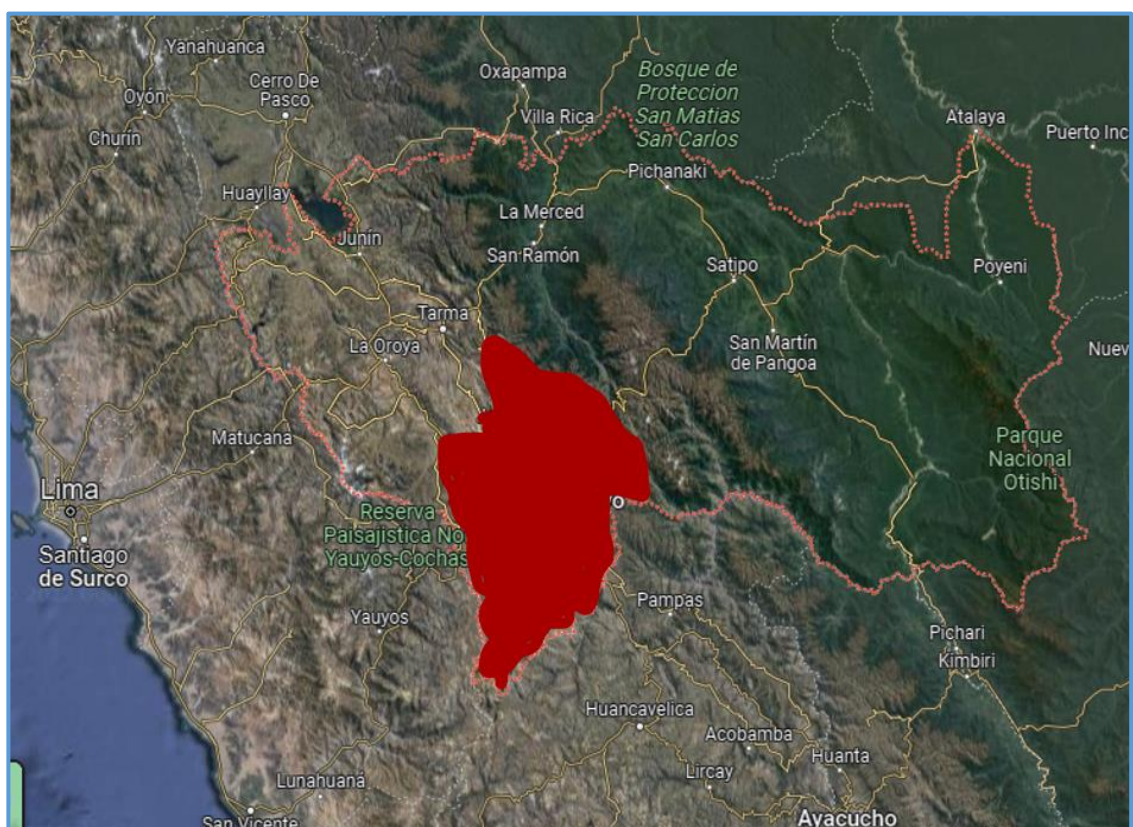 Yanahuanca
Oyón
Churín
Cerro De
Pasco
Oxapampa
Bosque de
Proteccion
San Matias
San Carlos
Villa Rica
Atalaya
Puerto Inc
Pichanaki
Huayllay
La Merced
Junín
San Ramón
Satipo
Poyeni
Tarma
La Oroya
San Martín
de Pangoa
Nuev
Matucana
Parque
Nacional
Otishi
Lima
Reserva
Paisajistica No
Yauyos-Cochas
Santiago
de Surco
Yauyos
Pampas
Pichari
Kimbiri
Huancavelica
Acobamba
Huanta
Lircay
Lunahuana
San Vicente
Ayacucho